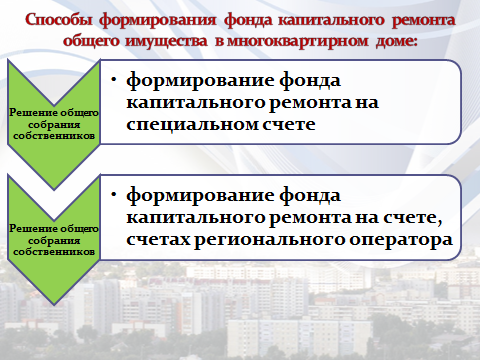 Способы формирования фонда капитального ремонта
общего имущества в многоквартирном доме:
Решение общего
собрания
собственников
• формирование фонда
капитального ремонта на
специальном счете
Решение общего
собрания
собственников
• формирование фонда
капитального ремонта на счете,
счетах регионального оператора